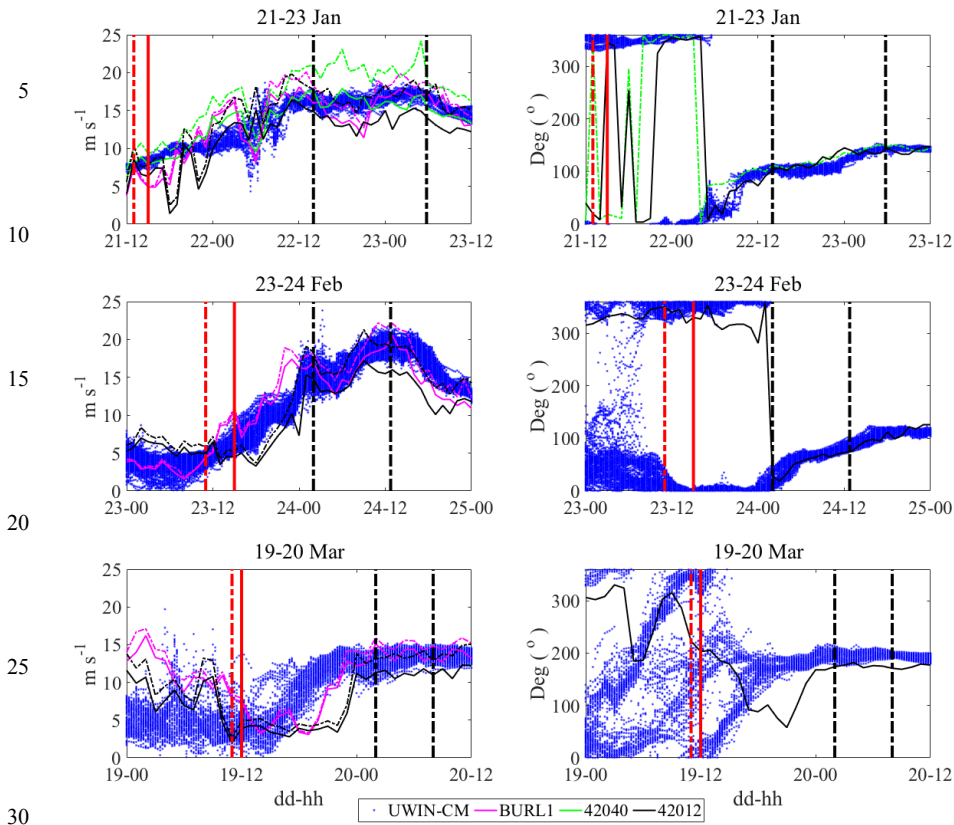 5
10
15
20
25
30
21-23 Jan
m s⁻¹
25
20
15
10
5
0
21-12 22-00 22-12 23-00 23-12
21-23 Jan
Deg (°)
300
200
100
0
21-12 22-00 22-12 23-00 23-12
23-24 Feb
m s⁻¹
25
20
15
10
5
0
23-00 23-12 24-00 24-12 25-00
23-24 Feb
Deg (°)
300
200
100
0
23-00 23-12 24-00 24-12 25-00
19-20 Mar
m s⁻¹
25
20
15
10
5
0
19-00 19-12 20-00 20-12
dd-hh
19-20 Mar
Deg (°)
300
200
100
0
19-00 19-12 20-00 20-12
dd-hh
UWIN-CM BURL1 42040 42012